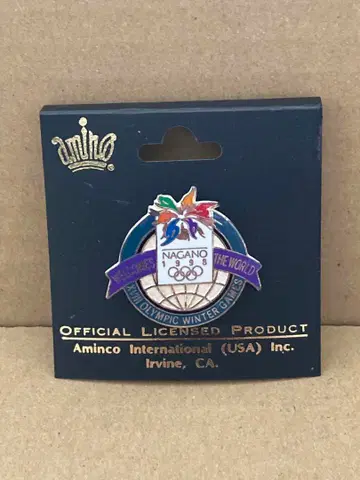 aminco
NAGANO
1998
WELCOMES THE WORLD
XVIII OLYMPIC WINTER GAMES
OFFICIAL LICENSED PRODUCT
Aminco International (USA) Inc.
Irvine, CA.